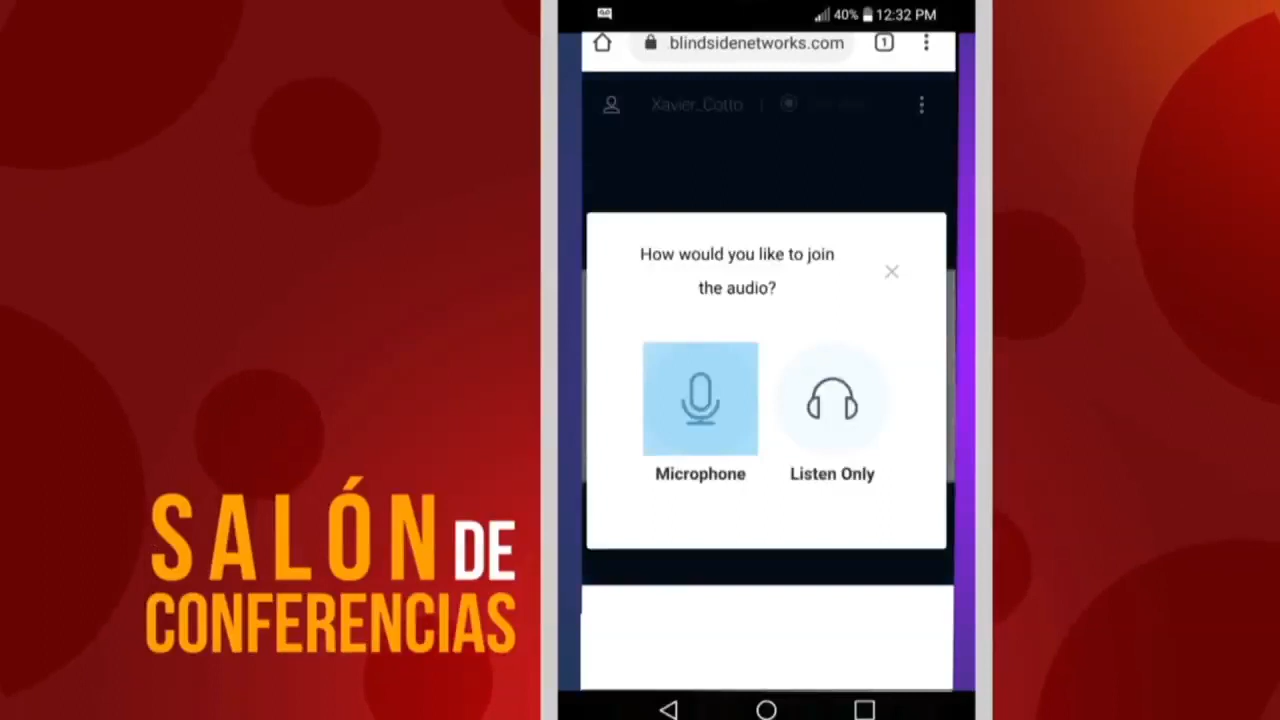 40% 12:32 PM
blindsidenetworks.com 1
Xavier_Cotto
How would you like to join
the audio?
Microphone
Listen Only
SALÓN DE
CONFERENCIAS